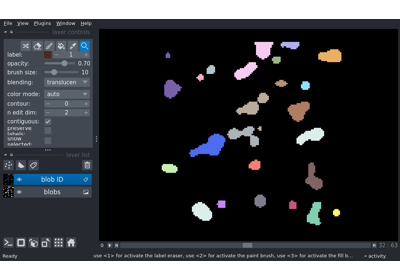 File View Plugins Window Help
layer controls
label: 1
opacity: 0.70
brush size: 10
blending: translucen
color mode: auto
contour: 0
n edit dim: 2
contiguous:
preserve labels:
show selected:
layer list
blob ID
blobs
32 63
Ready
use <1> for activate the label eraser, use <2> for activate the paint brush, use <3> for activate the fill b...
activity